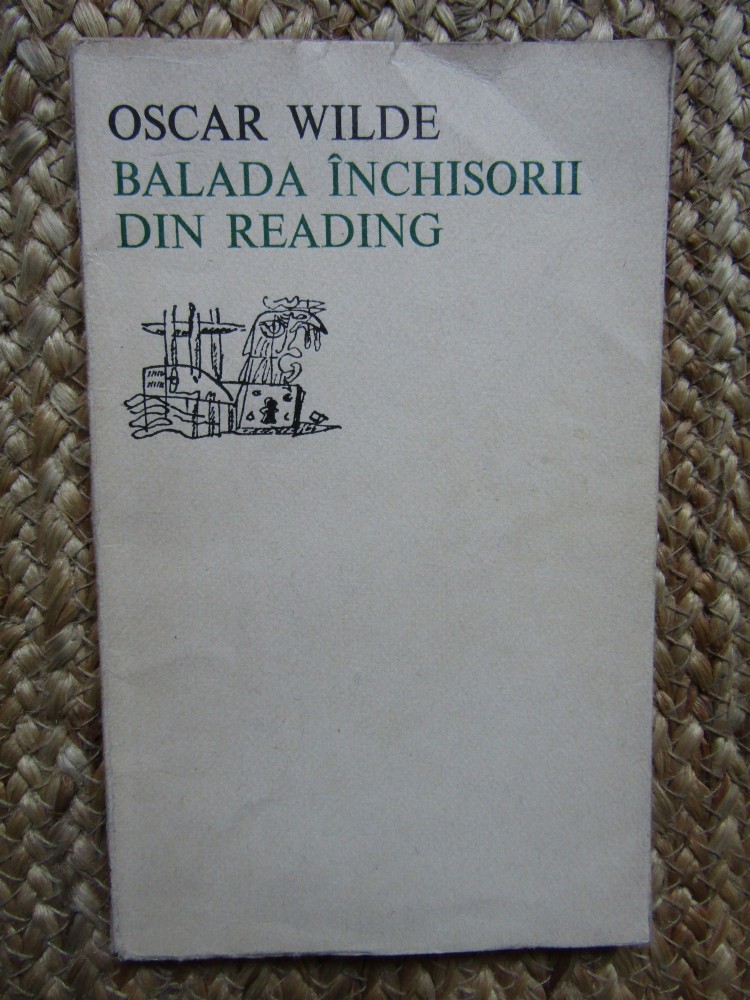 OSCAR WILDE
BALADA ÎNCHISORII
DIN READING